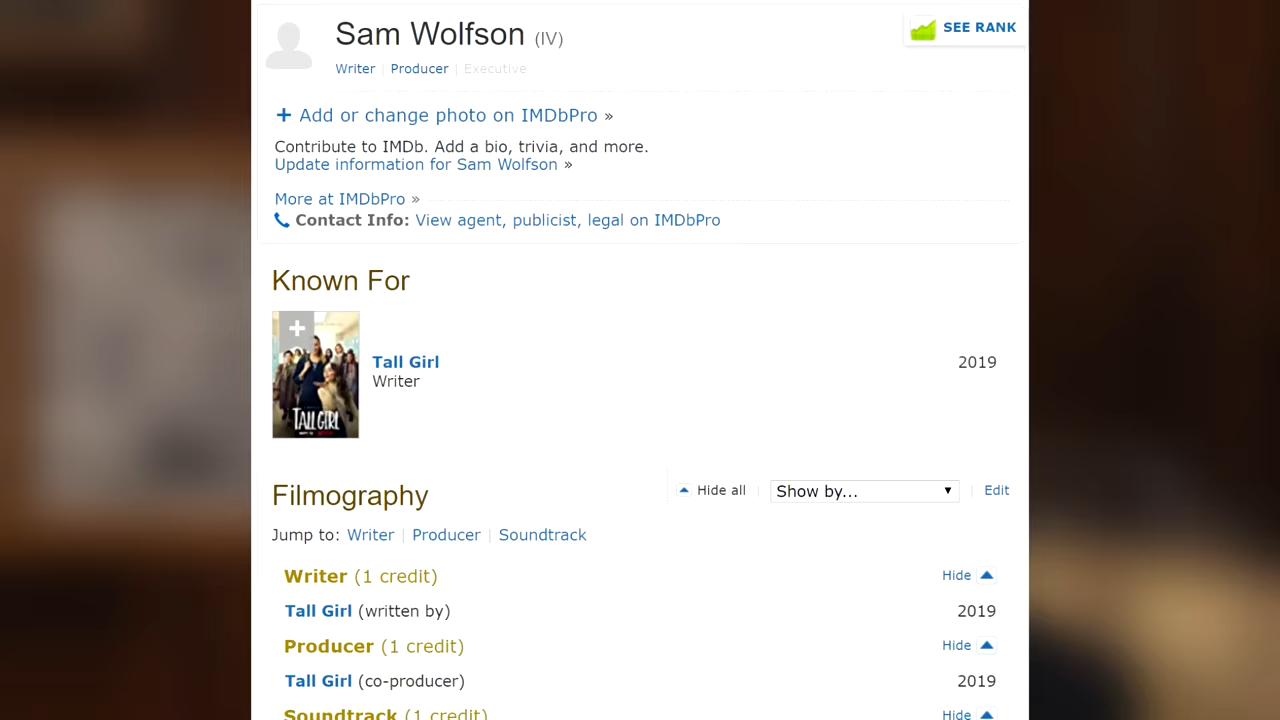 Sam Wolfson (IV)
SEE RANK
Writer | Producer | Executive
+ Add or change photo on IMDbPro »
Contribute to IMDb. Add a bio, trivia, and more.
Update information for Sam Wolfson »
More at IMDbPro »
Contact Info: View agent, publicist, legal on IMDbPro
Known For
TALL GIRL
Tall Girl
2019
Writer
Filmography
Hide all | Show by... | Edit
Jump to: Writer | Producer | Soundtrack
Writer (1 credit)
Hide
Tall Girl (written by)
2019
Producer (1 credit)
Hide
Tall Girl (co-producer)
2019
Soundtrack (1 credit)
Hide